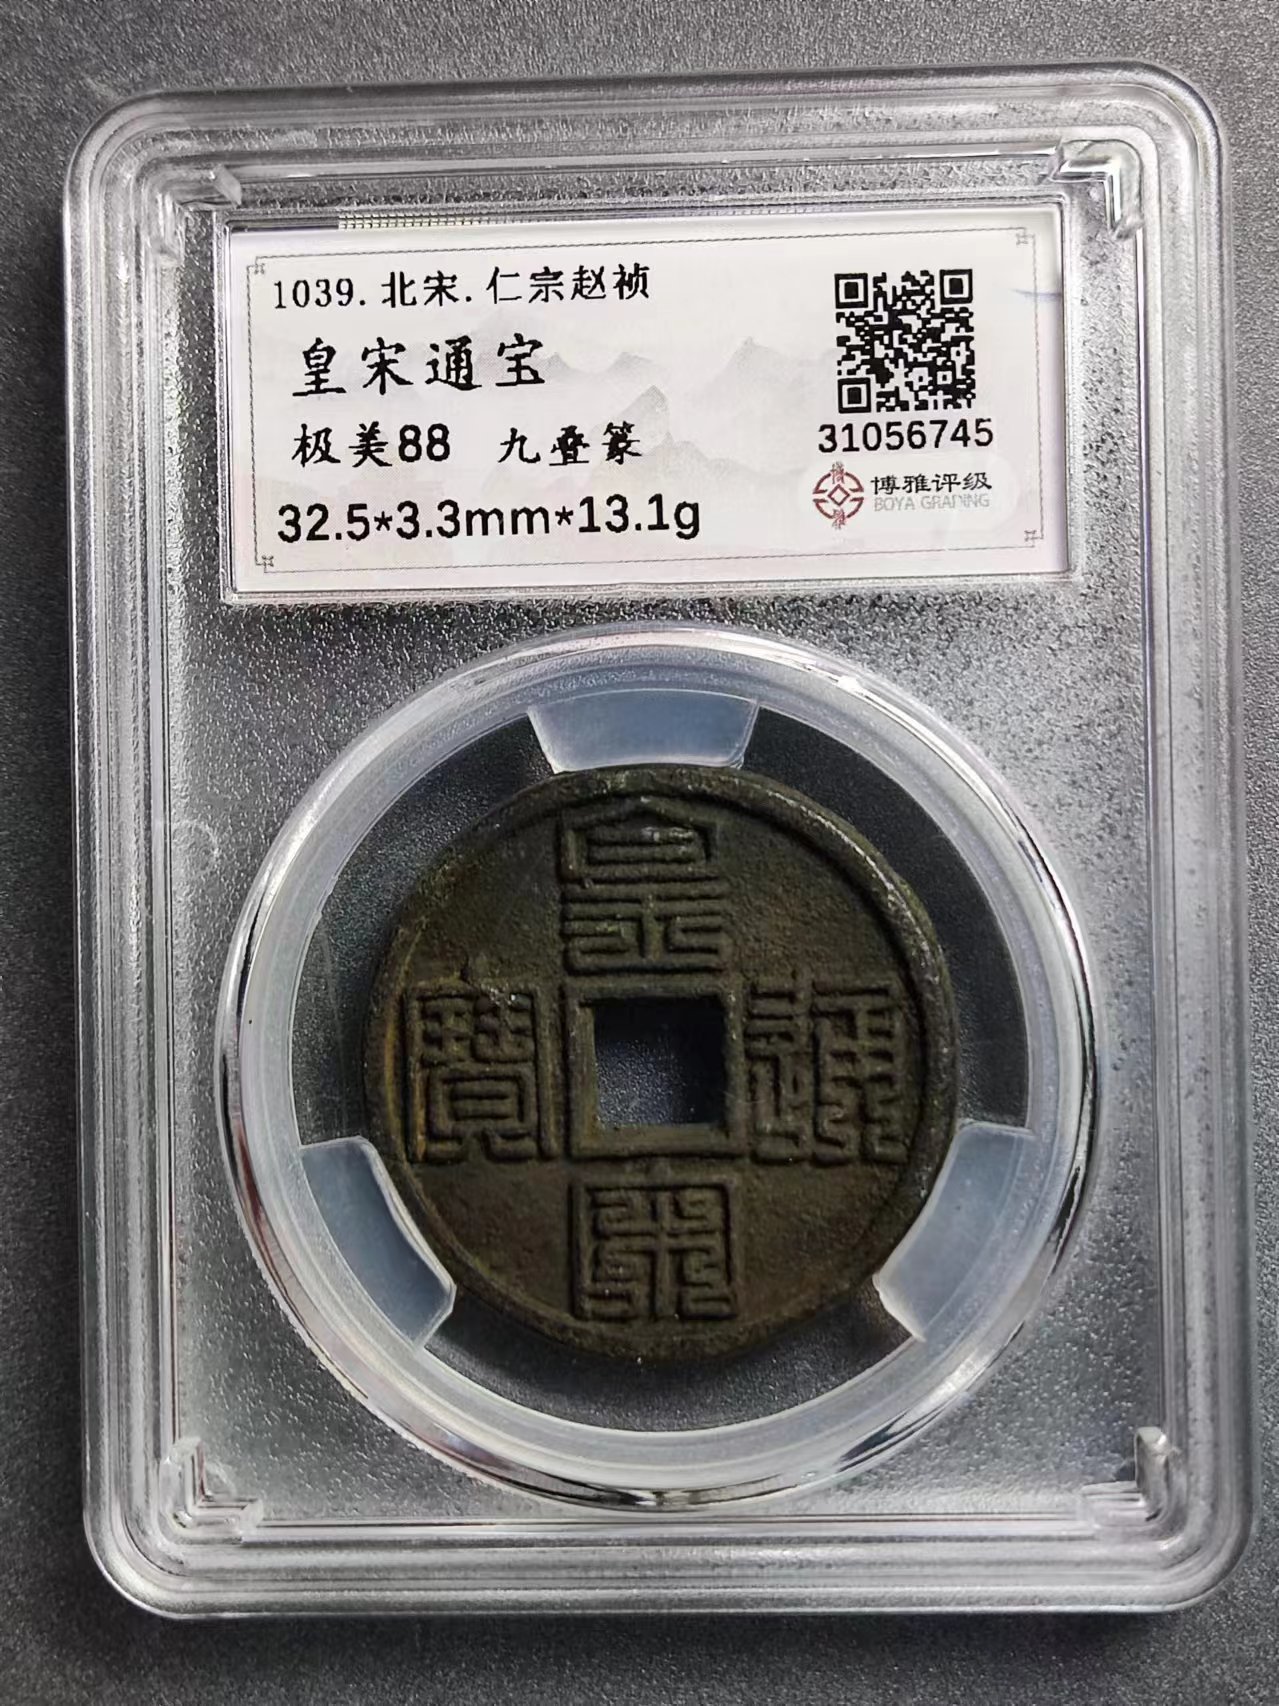 1039.北宋.仁宗赵祯
皇宋通宝
极美88 九叠篆
32.5*3.3mm*13.1g
31056745
博雅评级
BOYA GRADING
皇
寶 通
宋